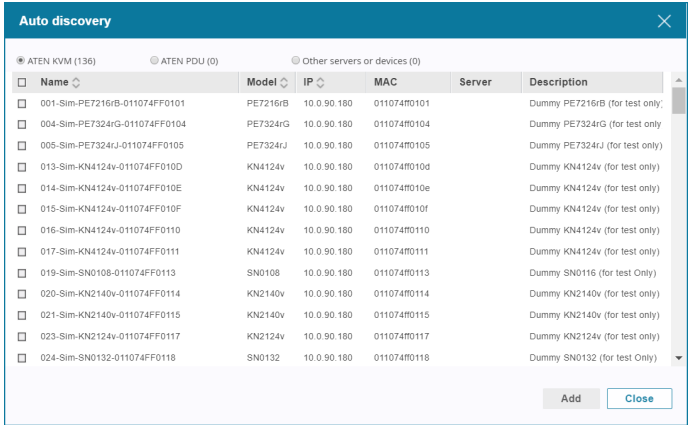 Auto discovery
ATEN KVM (136) ATEN PDU (0) Other servers or devices (0)
Name Model IP MAC Server Description
001-Sim-PE7216rB-011074FF0101 PE7216rB 10.0.90.180 011074ff0101 Dummy PE7216rB (for test only)
004-Sim-PE7324rG-011074FF0104 PE7324rG 10.0.90.180 011074ff0104 Dummy PE7324rG (for test only
005-Sim-PE7324rJ-011074FF0105 PE7324rJ 10.0.90.180 011074ff0105 Dummy PE7324rJ (for test only)
013-Sim-KN4124v-011074FF010D KN4124v 10.0.90.180 011074ff010d Dummy KN4124v (for test only)
014-Sim-KN4124v-011074FF010E KN4124v 10.0.90.180 011074ff010e Dummy KN4124v (for test only)
015-Sim-KN4124v-011074FF010F KN4124v 10.0.90.180 011074ff010f Dummy KN4124v (for test only)
016-Sim-KN4124v-011074FF0110 KN4124v 10.0.90.180 011074ff0110 Dummy KN4124v (for test only)
017-Sim-KN4124v-011074FF0111 KN4124v 10.0.90.180 011074ff0111 Dummy KN4124v (for test only)
019-Sim-SN0108-011074FF0113 SN0108 10.0.90.180 011074ff0113 Dummy SN0116 (for test Only)
020-Sim-KN2140v-011074FF0114 KN2140v 10.0.90.180 011074ff0114 Dummy KN2140v (for test only)
021-Sim-KN2140v-011074FF0115 KN2140v 10.0.90.180 011074ff0115 Dummy KN2140v (for test only)
023-Sim-KN2124v-011074FF0117 KN2124v 10.0.90.180 011074ff0117 Dummy KN2124v (for test only)
024-Sim-SN0132-011074FF0118 SN0132 10.0.90.180 011074ff0118 Dummy SN0132 (for test Only)
Add Close